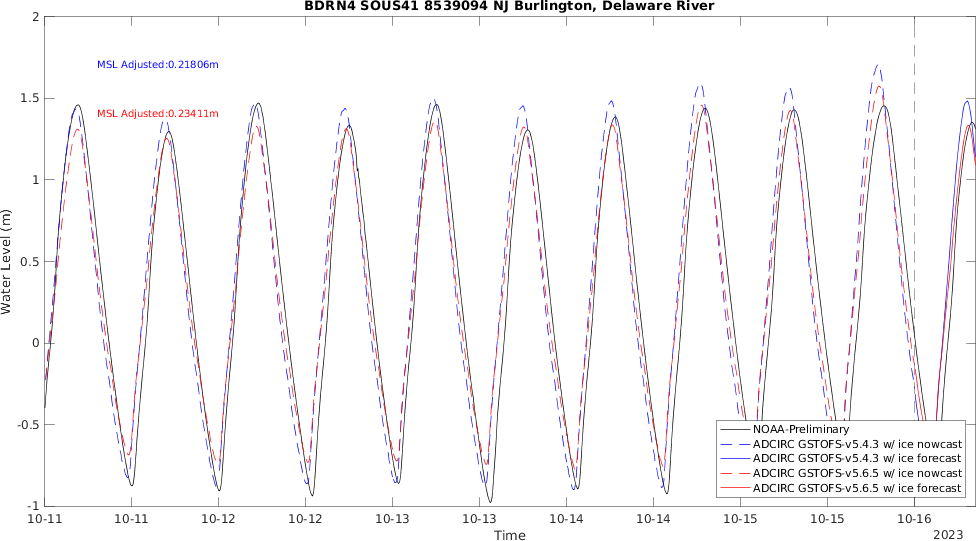 BDRN4 SOUS41 8539094 NJ Burlington, Delaware River
2
MSL Adjusted:0.21806m
1.5
MSL Adjusted:0.23411m
1
0.5
Water Level (m)
0
-0.5
NOAA-Preliminary
ADCIRC GSTOFS-v5.4.3 w/ ice nowcast
ADCIRC GSTOFS-v5.4.3 w/ ice forecast
ADCIRC GSTOFS-v5.6.5 w/ ice nowcast
ADCIRC GSTOFS-v5.6.5 w/ ice forecast
-1
10-11 10-11 10-12 10-12 10-13 10-13 10-14 10-14 10-15 10-15 10-16
Time
2023